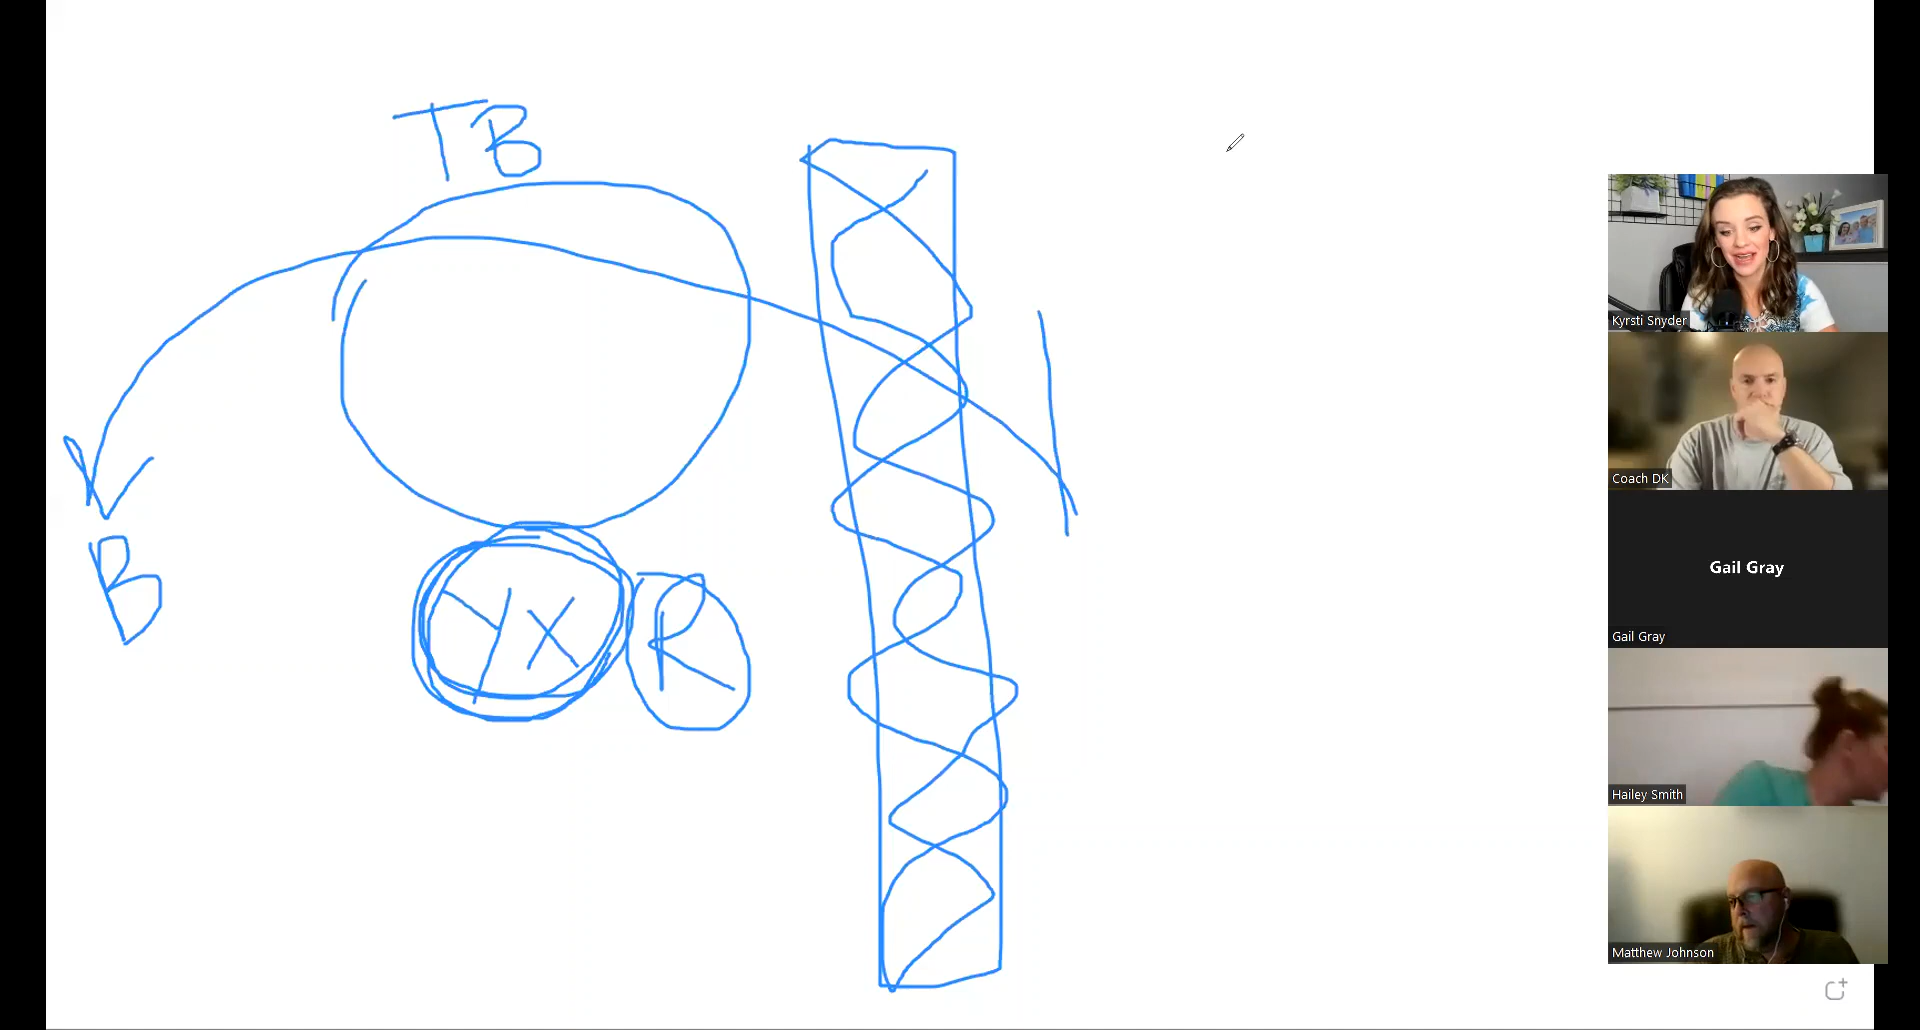 TB
B
YX
R
Kyrsti Snyder
Coach DK
Gail Gray
Gail Gray
Hailey Smith
Matthew Johnson